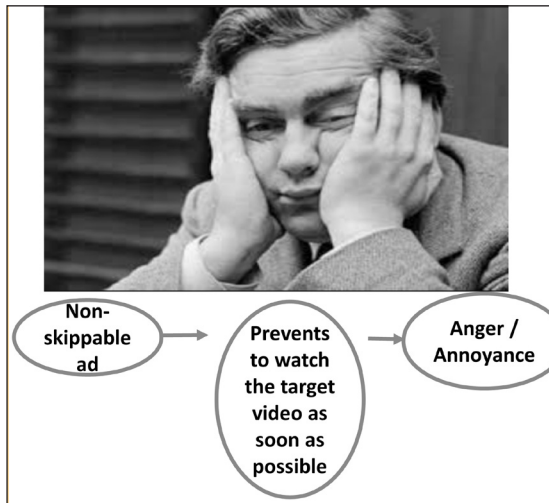 Non-
skippable
ad
Prevents
to watch
the target
video as
soon as
possible
Anger /
Annoyance